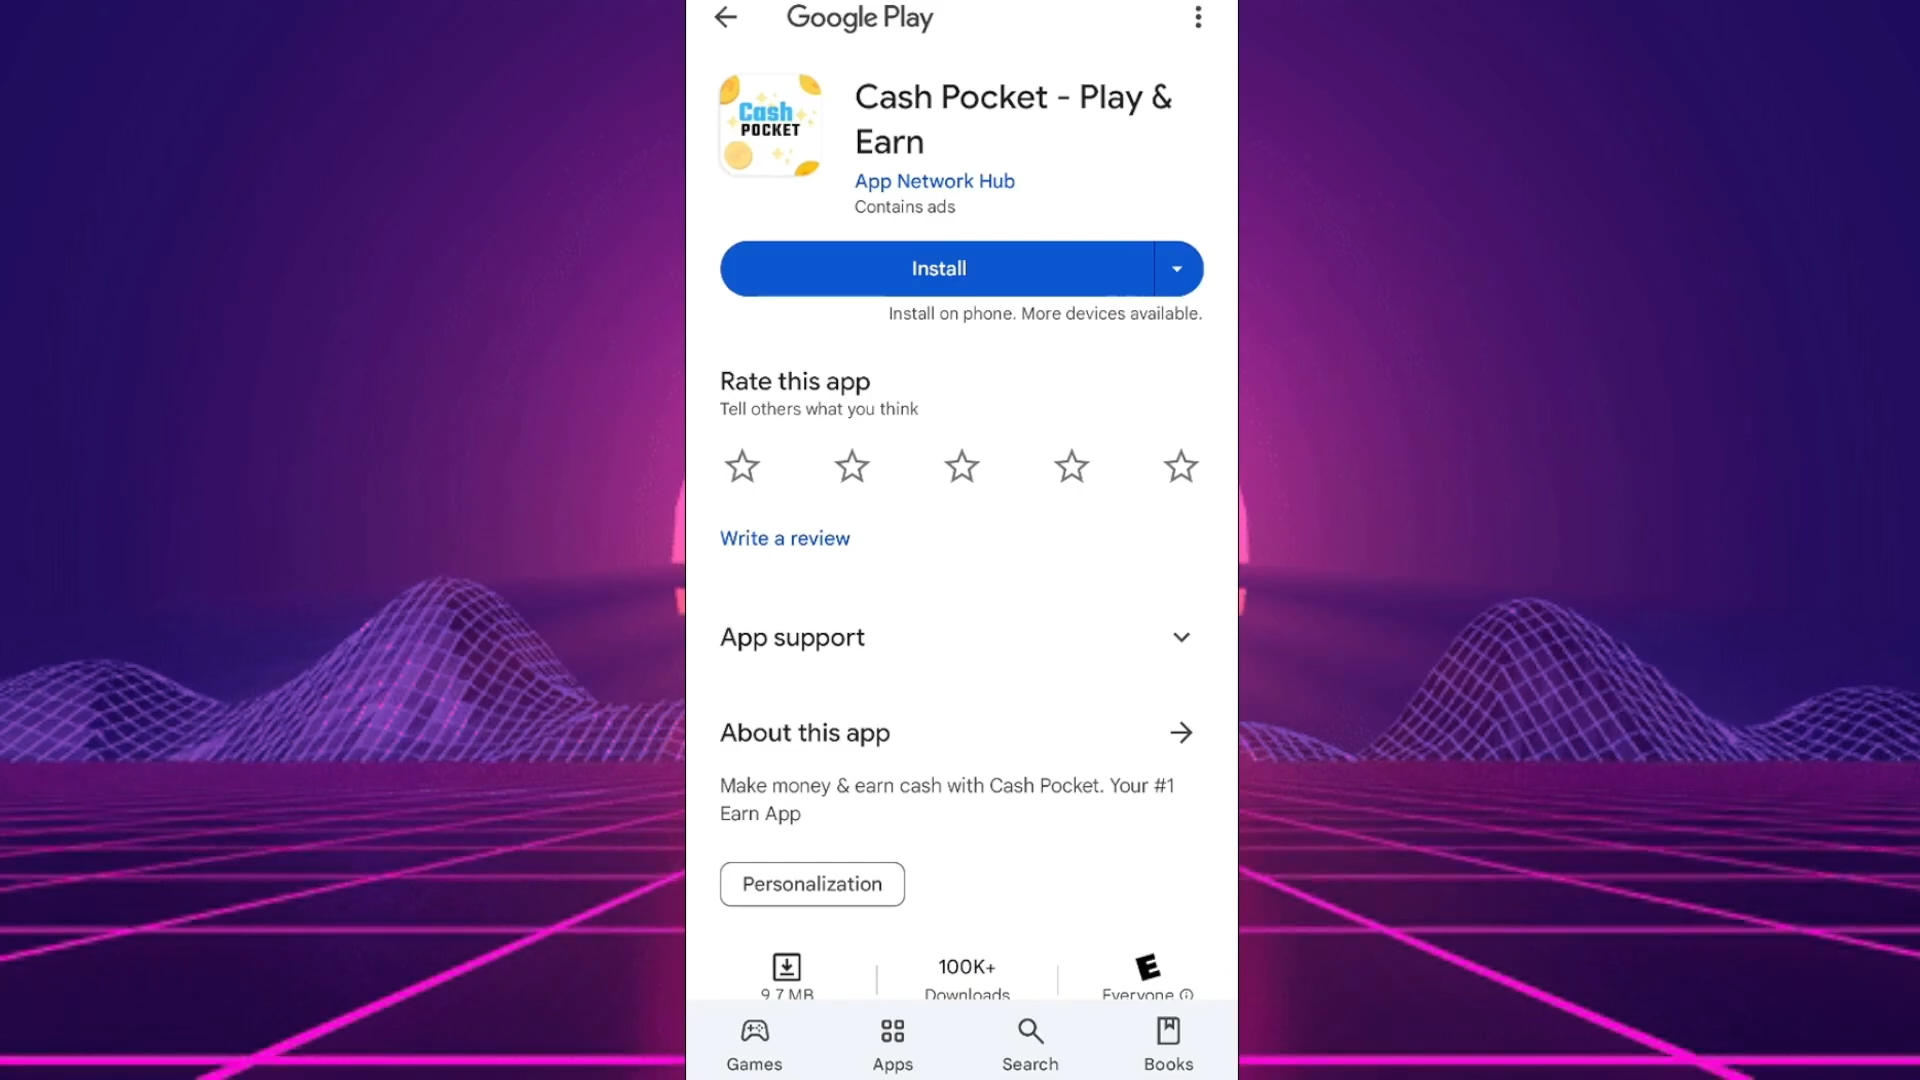 Google Play
Cash
POCKET
Cash Pocket - Play &
Earn
App Network Hub
Contains ads
Install
Install on phone. More devices available.
Rate this app
Tell others what you think
Write a review
App support
About this app
Make money & earn cash with Cash Pocket. Your #1
Earn App
Personalization
100K+
9.7 MB
Downloads
Everyone
Games
Apps
Search
Books